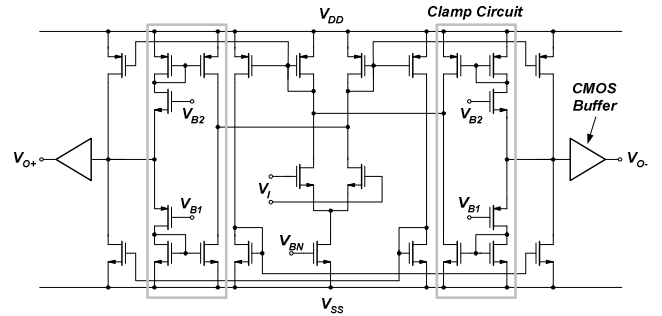 V_DD
Clamp Circuit
CMOS
Buffer
V_B2
V_B2
V_O+
V_O-
V_I
V_B1
V_B1
V_BN
V_SS